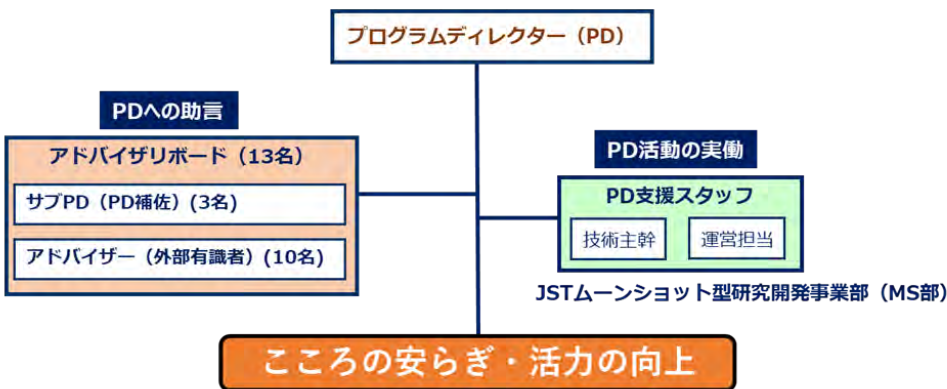 プログラムディレクター（PD）
PDへの助言
アドバイザリボード（13名）
サブPD（PD補佐）(3名)
アドバイザー（外部有識者）(10名)
PD活動の実働
PD支援スタッフ
技術主幹
運営担当
JSTムーンショット型研究開発事業部（MS部）
こころの安らぎ・活力の向上